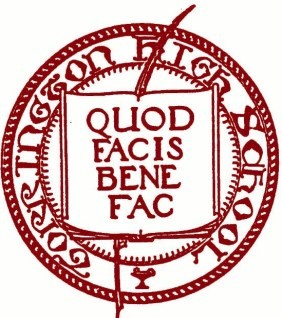 TORRINGTON HIGH SCHOOL
QUOD
FACIS
BENE
FAC